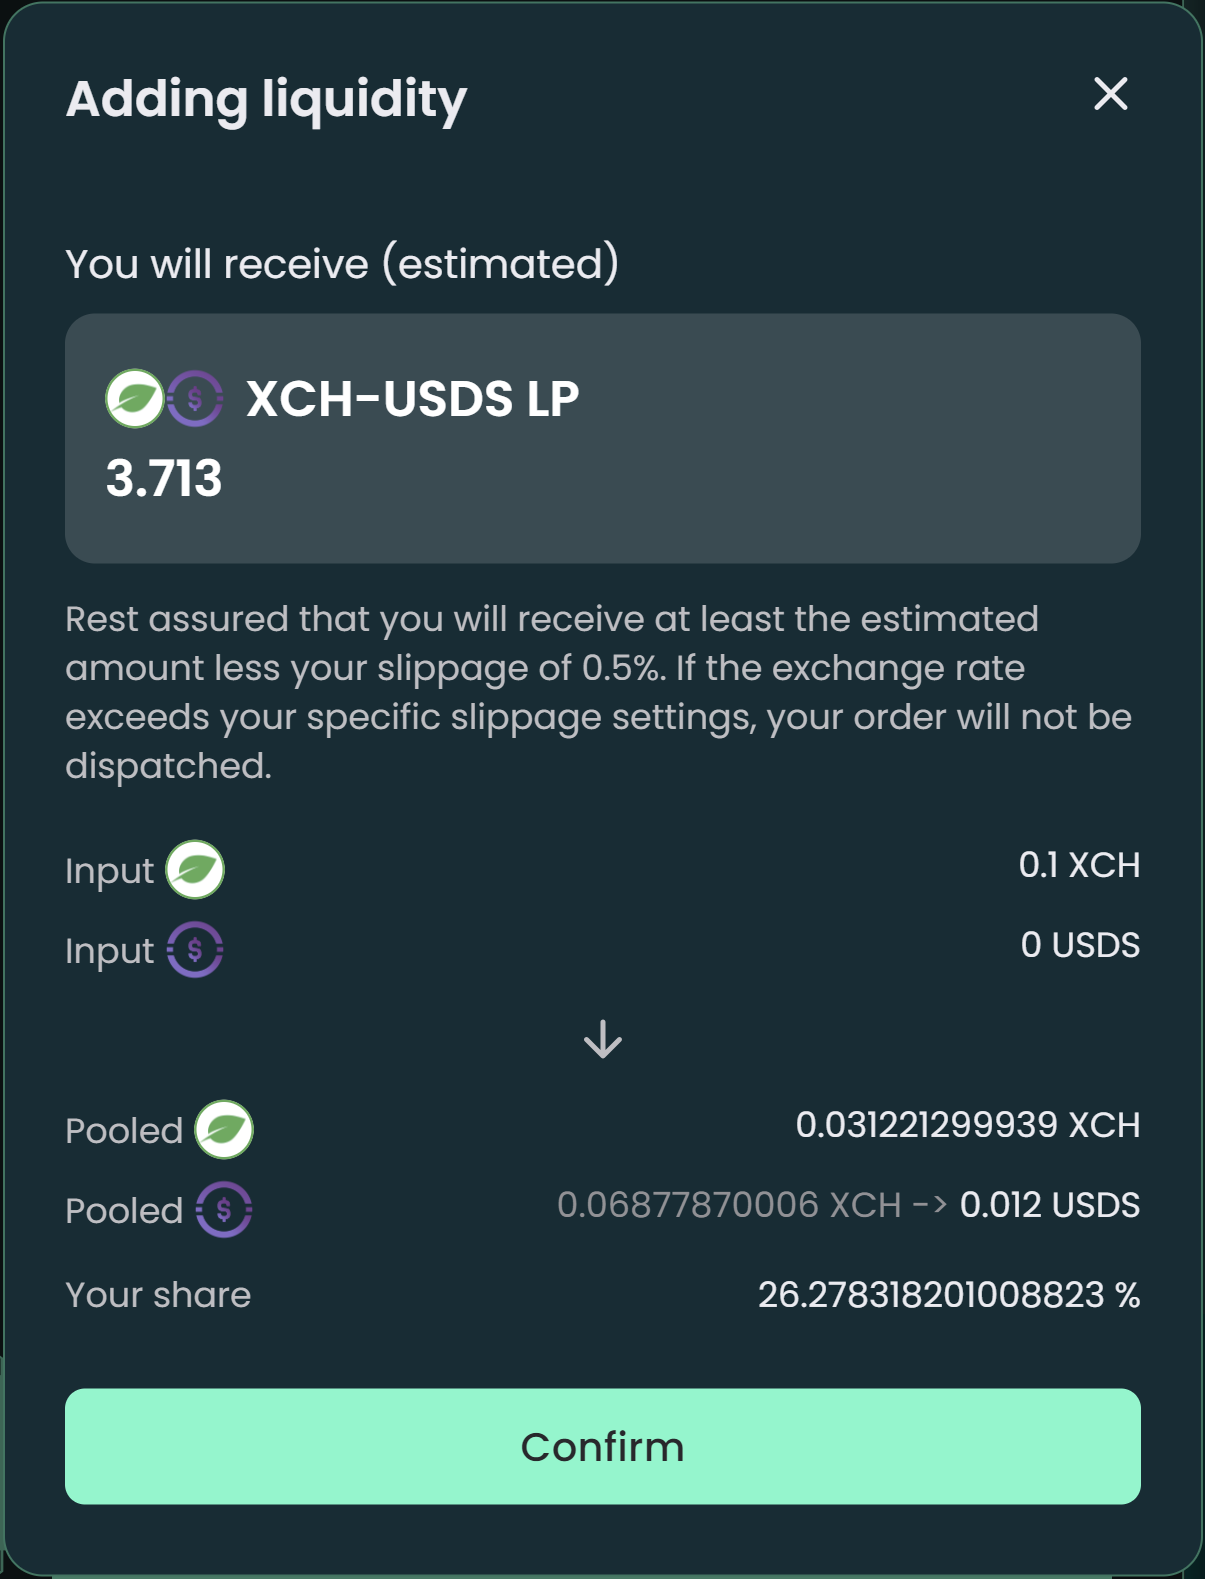 Adding liquidity
You will receive (estimated)
$ XCH-USDS LP
3.713
Rest assured that you will receive at least the estimated
amount less your slippage of 0.5%. If the exchange rate
exceeds your specific slippage settings, your order will not be
dispatched.
Input 0.1 XCH
Input $ 0 USDS
Pooled 0.031221299939 XCH
Pooled $ 0.06877870006 XCH -> 0.012 USDS
Your share 26.278318201008823 %
Confirm